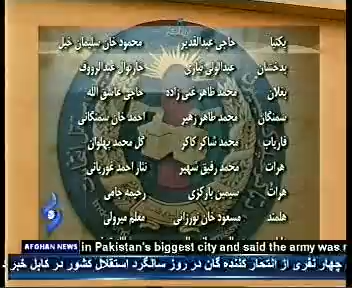 پکتیا حاجی عبدالقدیر محمود خان سلیمان خیل
بدخشان عبدالولی نیازی خارنوال عبدالرووف
بغلان محمد طاهر غنی زاده حاجی عاشق الله
سمنگان محمد طاهر زهیر احمد خان سمنگانی
فاریاب محمد شاکر کاکر گل محمد پهلوان
هرات محمد رفیق شهیر نثار احمد غوریانی
هرات سیمین بارکزی رحیمه جامی
هلمند مسعود خان نورزائی معلم میرولی
AFGHAN NEWS in Pakistan's biggest city and said the army was
چهار نفری از انتحار کننده گان در روز سالگرد استقلال کشور در کابل خبر